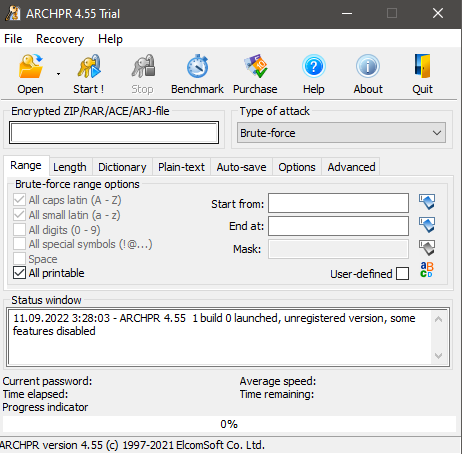 ARCHPR 4.55 Trial
File Recovery Help
Open Start ! Stop Benchmark Purchase Help About Quit
Encrypted ZIP/RAR/ACE/ARJ-file
Type of attack
Brute-force
Range Length Dictionary Plain-text Auto-save Options Advanced
Brute-force range options
All caps latin (A - Z)
All small latin (a - z)
All digits (0 - 9)
All special symbols (!@...)
Space
All printable
Start from:
End at:
Mask:
User-defined
Status window
11.09.2022 3:28:03 - ARCHPR 4.55 1 build 0 launched, unregistered version, some
features disabled
Current password:
Average speed:
Time elapsed:
Time remaining:
Progress indicator
0%
ARCHPR version 4.55 (c) 1997-2021 ElcomSoft Co. Ltd.